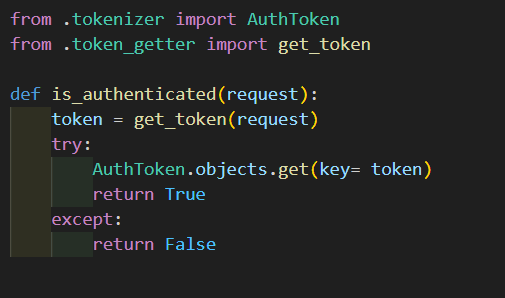 from .tokenizer import AuthToken
from .token_getter import get_token

def is_authenticated(request):
    token = get_token(request)
    try:
        AuthToken.objects.get(key= token)
        return True
    except:
        return False